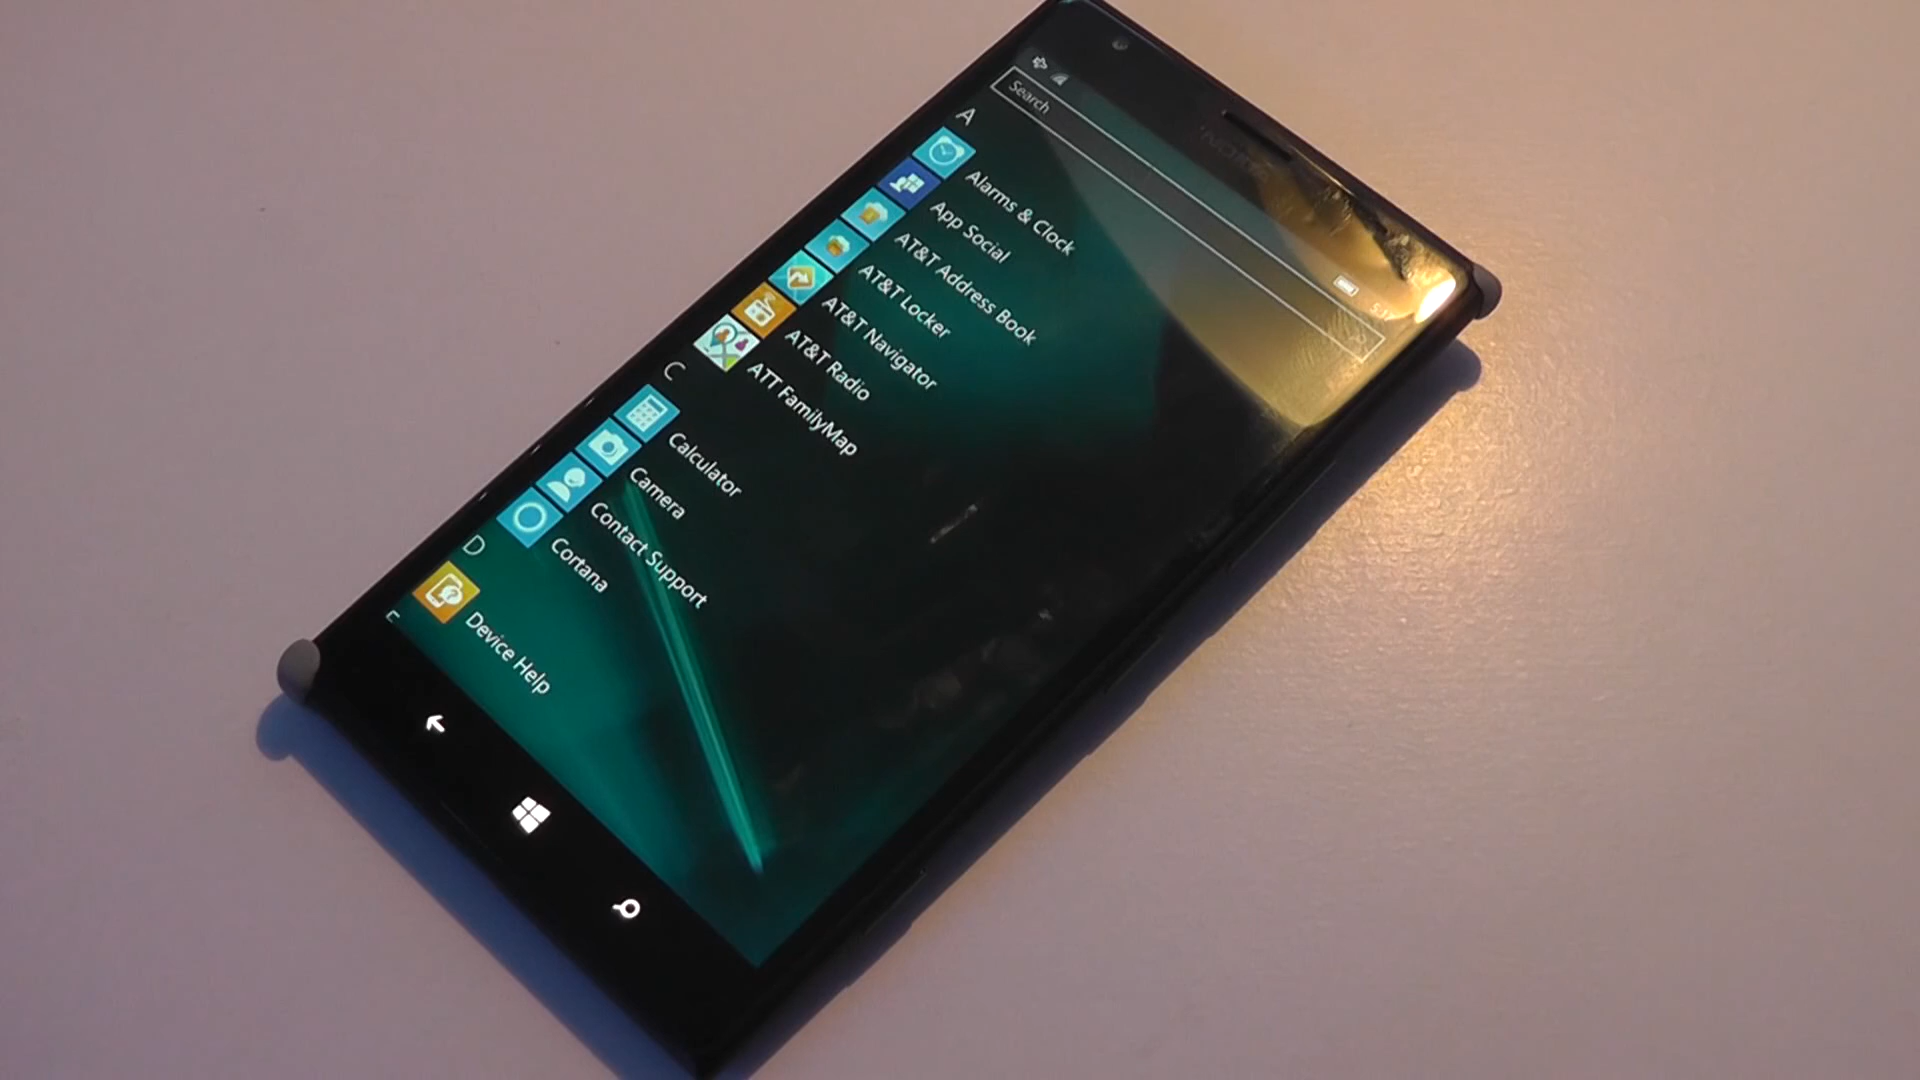 Search
A
Alarms & Clock
App Social
AT&T Address Book
AT&T Locker
AT&T Navigator
AT&T Radio
ATT FamilyMap
C
Calculator
Camera
Contact Support
Cortana
D
Device Help